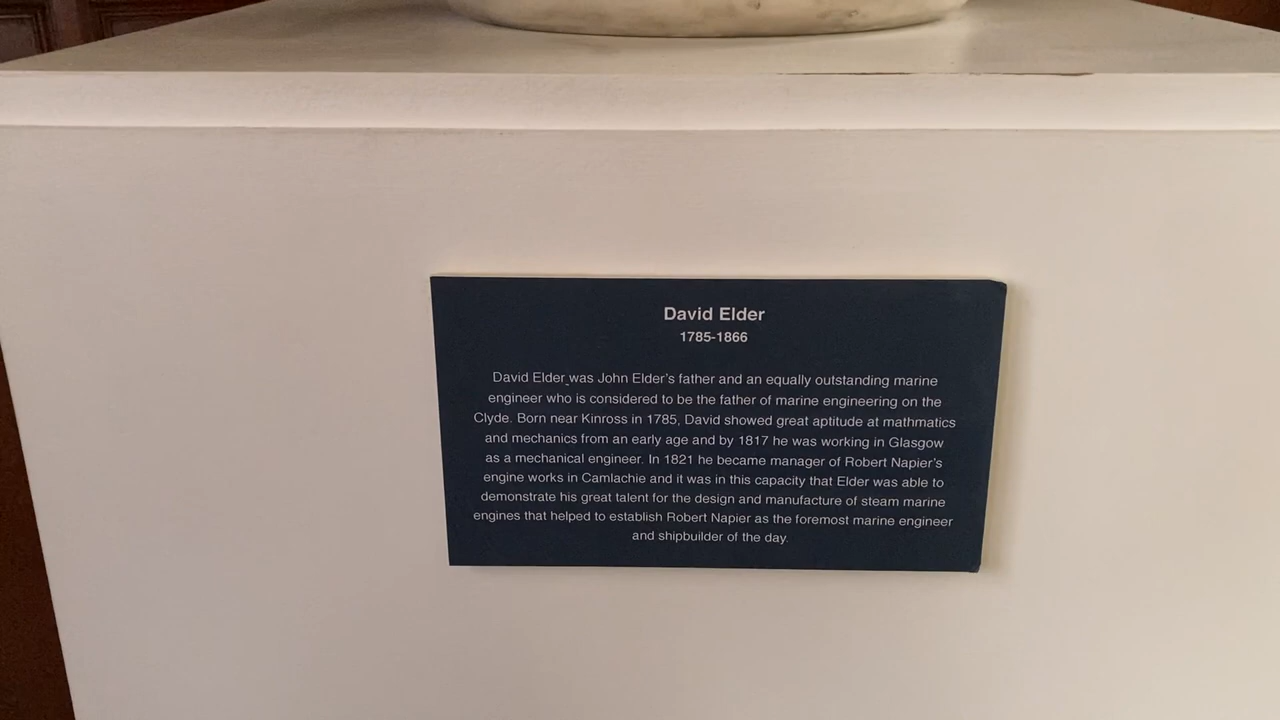 David Elder
1785-1866
David Elder was John Elder's father and an equally outstanding marine
engineer who is considered to be the father of marine engineering on the
Clyde. Born near Kinross in 1785, David showed great aptitude at mathmatics
and mechanics from an early age and by 1817 he was working in Glasgow
as a mechanical engineer. In 1821 he became manager of Robert Napier's
engine works in Camlachie and it was in this capacity that Elder was able to
demonstrate his great talent for the design and manufacture of steam marine
engines that helped to establish Robert Napier as the foremost marine engineer
and shipbuilder of the day.